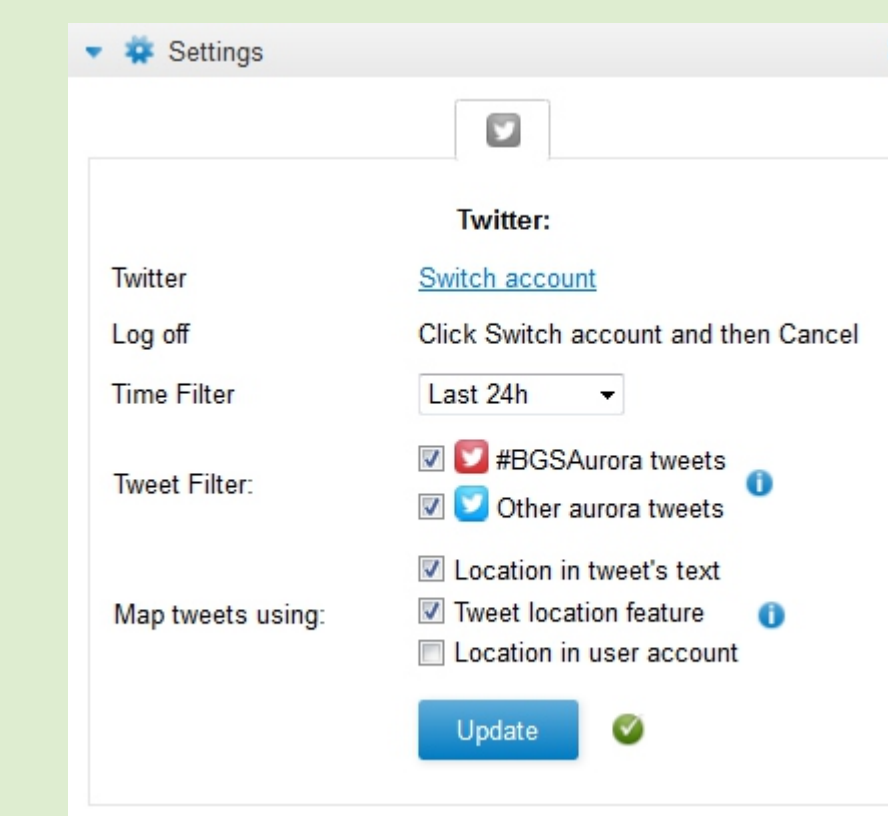 Settings
Twitter:
Twitter Switch account
Log off Click Switch account and then Cancel
Time Filter Last 24h
Tweet Filter: #BGSAurora tweets
Other aurora tweets
Map tweets using: Location in tweet's text
Tweet location feature
Location in user account
Update